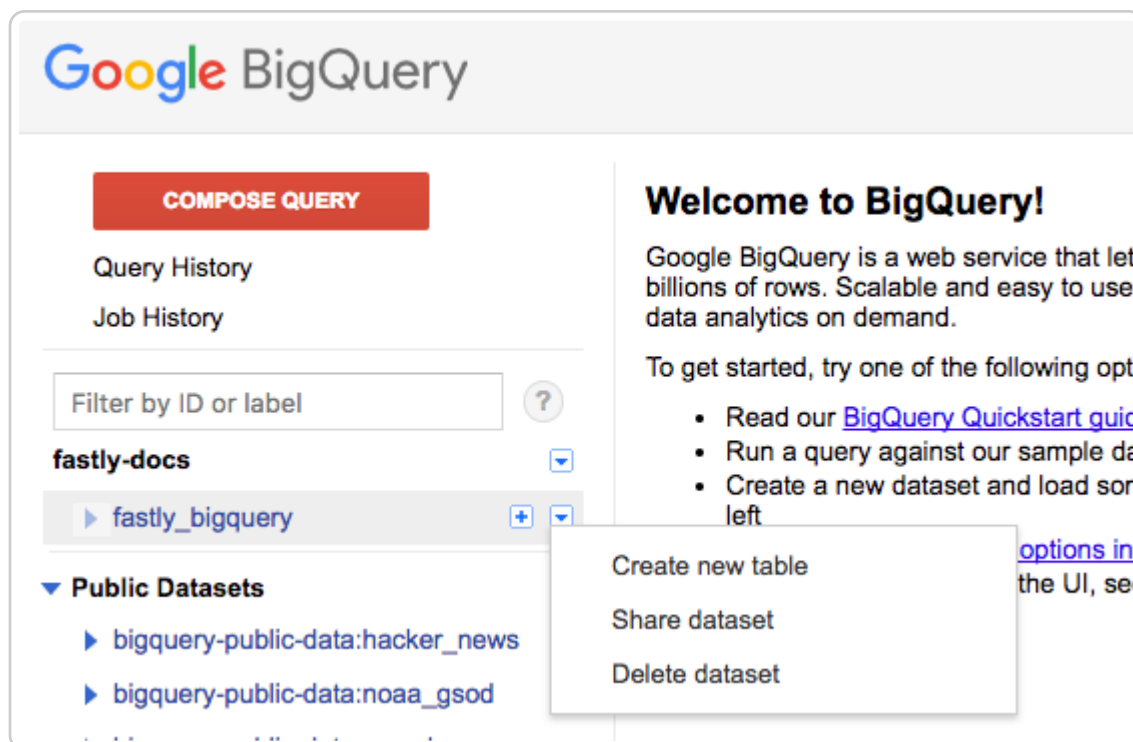 Google BigQuery
COMPOSE QUERY
Query History
Job History
Filter by ID or label
?
fastly-docs
fastly_bigquery
Public Datasets
bigquery-public-data:hacker_news
bigquery-public-data:noaa_gsod
Welcome to BigQuery!
Google BigQuery is a web service that let
billions of rows. Scalable and easy to use
data analytics on demand.
To get started, try one of the following opt
Read our BigQuery Quickstart guid
Run a query against our sample da
Create a new dataset and load
left
options in
the UI, se
Create new table
Share dataset
Delete dataset